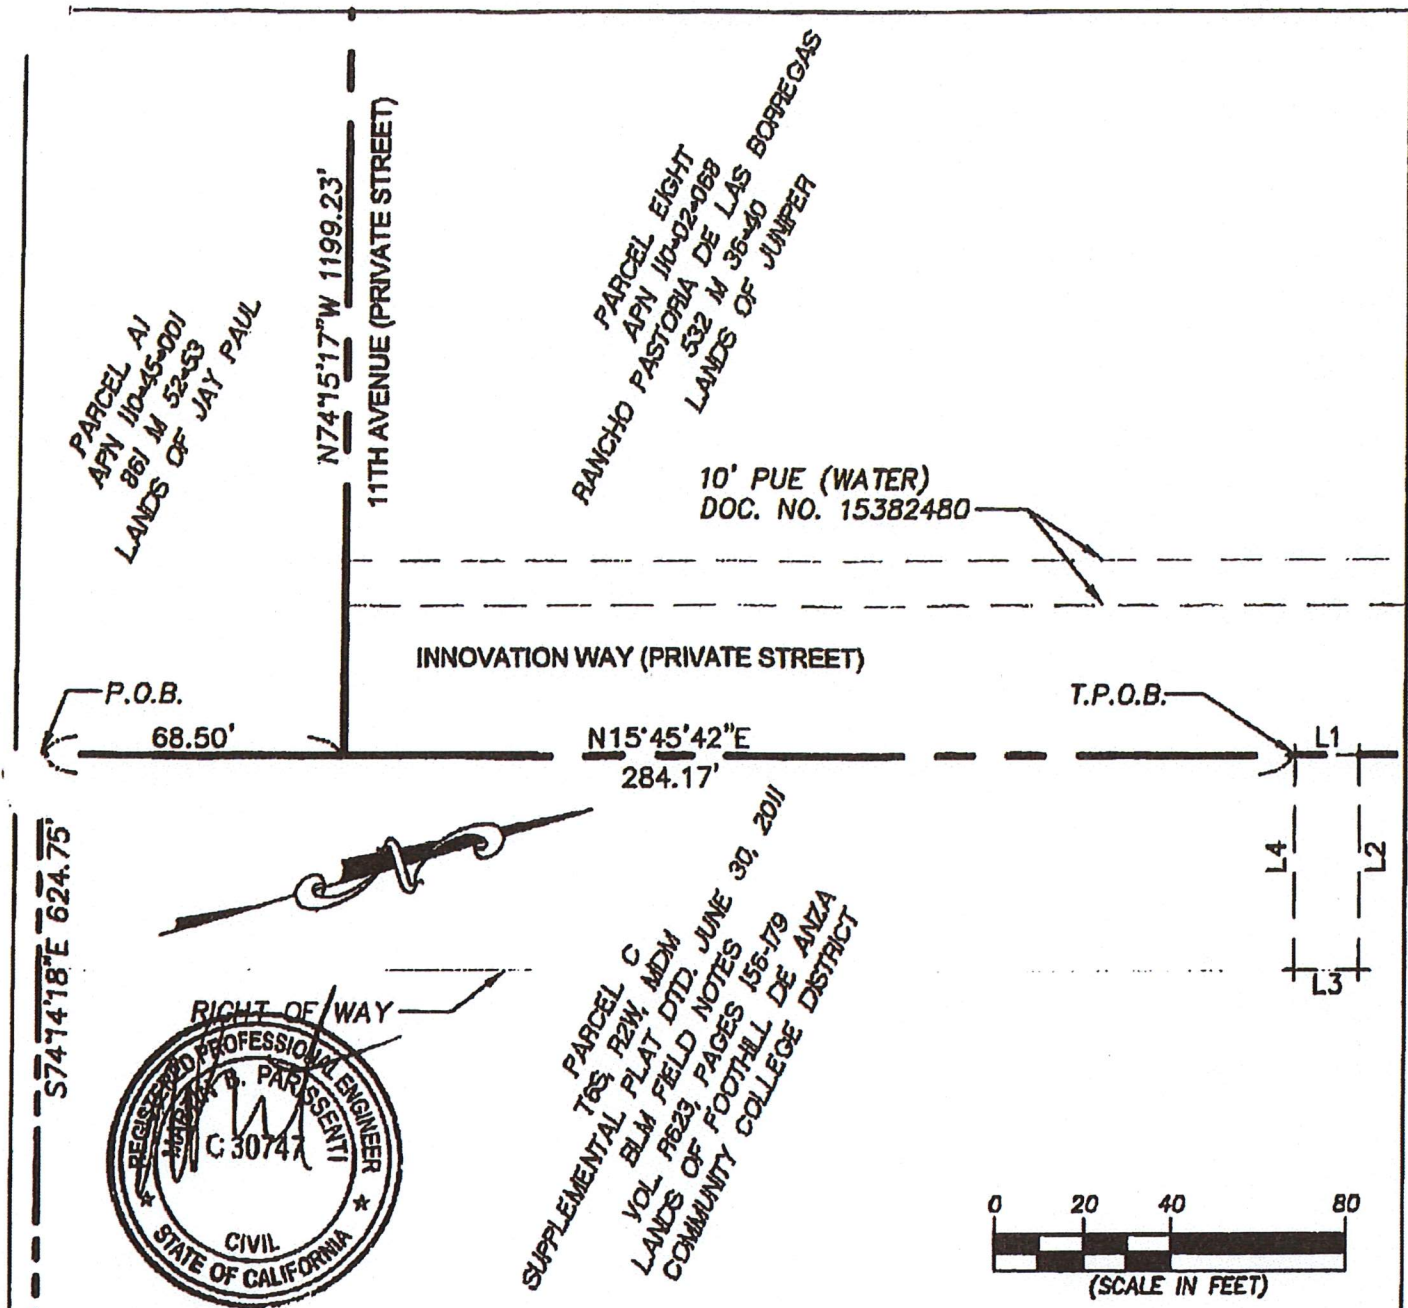 N74°15'17"W 1199.23'
11TH AVENUE (PRIVATE STREET)
PARCEL A1
APN 110-45-001
861 M 52-53
LANDS OF JAY PAUL
PARCEL EIGHT
APN 110-02-068
RANCHO PASTORIA DE LAS BORREGAS
532 M 36-40
LANDS OF JUNIPER
10' PUE (WATER)
DOC. NO. 15382480
INNOVATION WAY (PRIVATE STREET)
P.O.B.
T.P.O.B.
68.50'
N15°45'42"E
284.17'
L1
L4
L2
L3
S74°14'18"E 624.75'
RIGHT OF WAY
PARCEL C
T6S, R2W, MDM
SUPPLEMENTAL PLAT DTD. JUNE 30, 2011
BLM FIELD NOTES
VOL. R623, PAGES 156-179
LANDS OF FOOTHILL DE ANZA
COMMUNITY COLLEGE DISTRICT
REGISTERED PROFESSIONAL ENGINEER
MARTIN B. PARISSENTI
C 30747
CIVIL
STATE OF CALIFORNIA
0 20 40 80
(SCALE IN FEET)